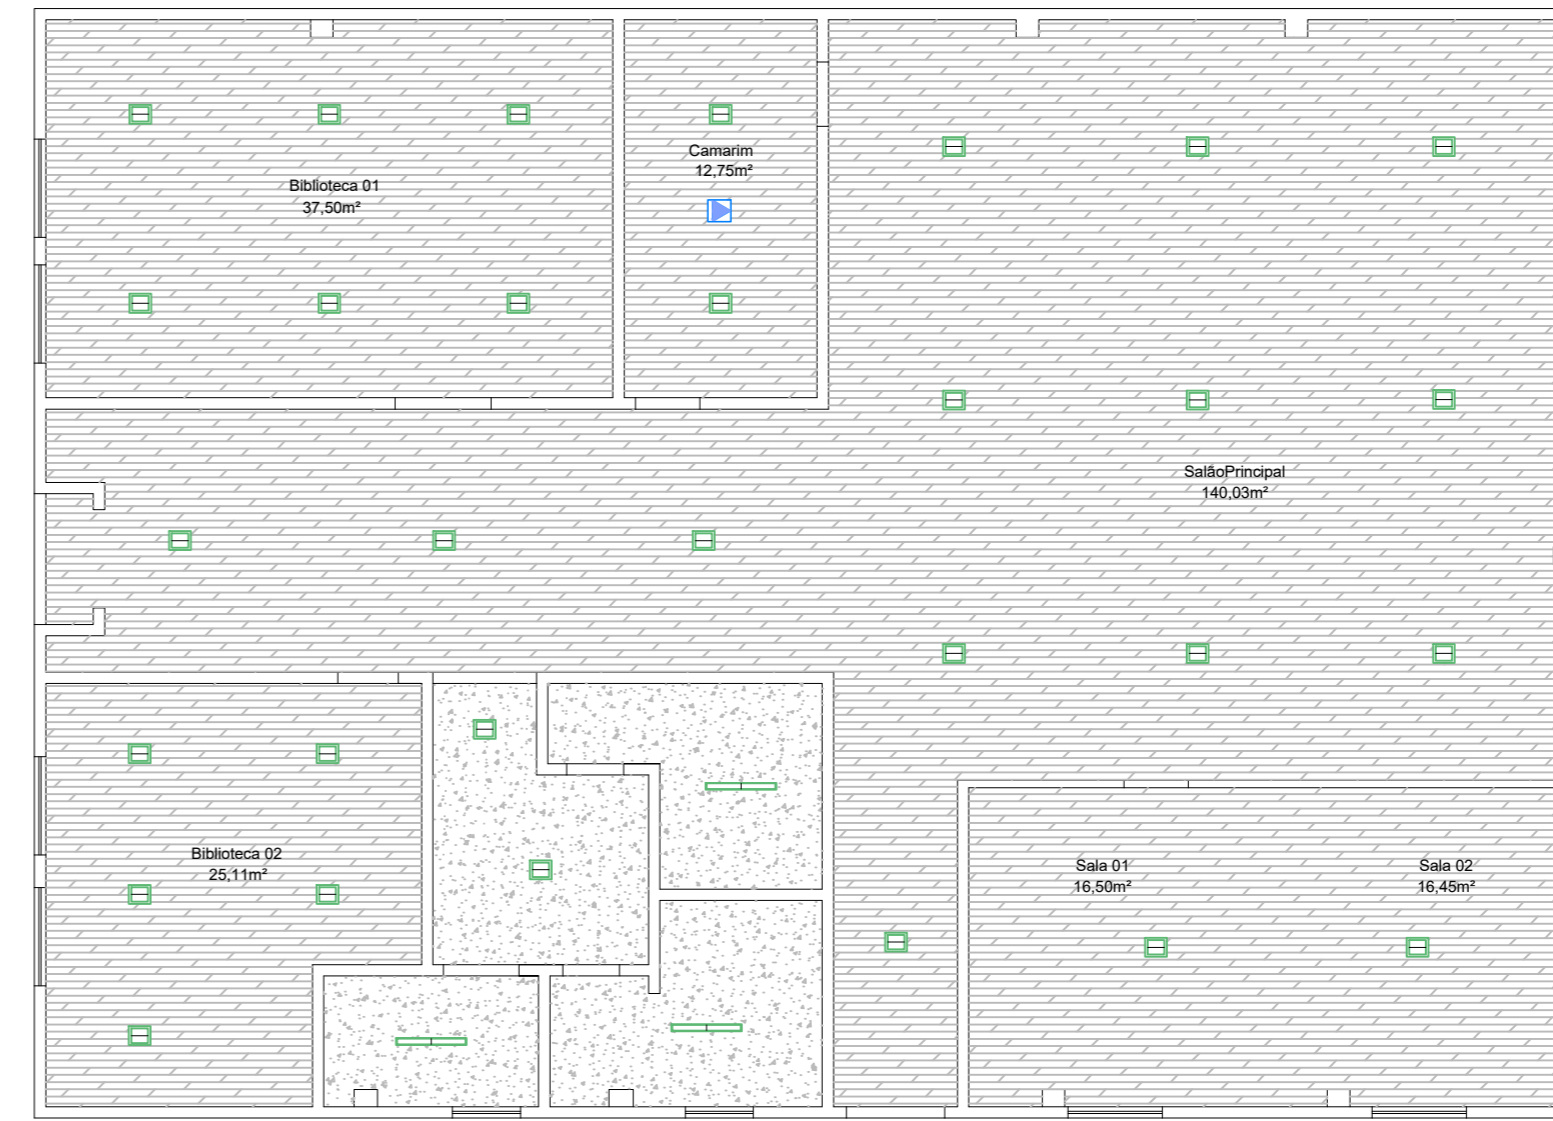 Camarim
12,75m²
Biblioteca 01
37,50m²
SalãoPrincipal
140,03m²
Biblioteca 02
25,11m²
Sala 01
16,50m²
Sala 02
16,45m²